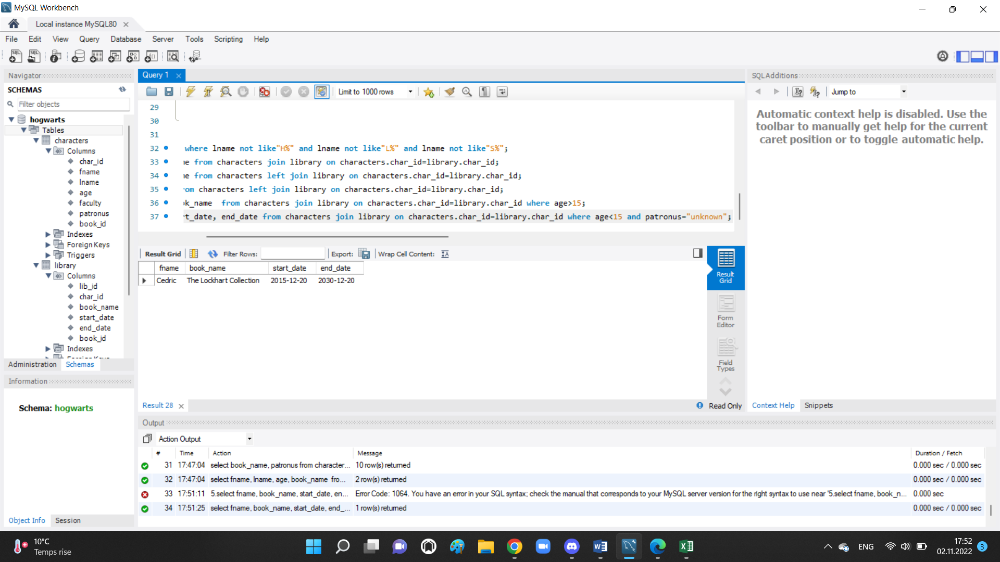 MySQL Workbench
Local instance MySQL80
File Edit View Query Database Server Tools Scripting Help
Navigator
SCHEMAS
Filter objects
hogwarts
Tables
characters
Columns
char_id
fname
lname
age
faculty
patronus
book_id
Indexes
Foreign Keys
Triggers
library
Columns
lib_id
char_id
book_name
start_date
end_date
book_id
Indexes
Foreign Keys
Administration Schemas
Information
Schema: hogwarts
Object Info Session
Query 1
Limit to 1000 rows
29
30
31
32 where lname not like"H%" and lname not like"L%" and lname not like"S%";
33 e from characters join library on characters.char_id=library.char_id;
34 e from characters left join library on characters.char_id=library.char_id;
35 om characters left join library on characters.char_id=library.char_id;
36 k_name  from characters join library on characters.char_id=library.char_id where age>15;
37 t_date, end_date from characters join library on characters.char_id=library.char_id where age<15 and patronus="unknown";
Result Grid Filter Rows: Export: Wrap Cell Content:
fname book_name start_date end_date
Cedric The Lockhart Collection 2015-12-20 2030-12-20
Result Grid
Form Editor
Field Types
Result 28
Read Only
SQLAdditions
Jump to
Automatic context help is disabled. Use the
toolbar to manually get help for the current
caret position or to toggle automatic help.
Context Help Snippets
Output
Action Output
# Time Action Message Duration / Fetch
31 17:47:04 select book_name, patronus from character... 10 row(s) returned 0.000 sec / 0.000 sec
32 17:47:04 select fname, lname, age, book_name  fro... 2 row(s) returned 0.000 sec / 0.000 sec
33 17:51:11 5.select fname, book_name, start_date, en... Error Code: 1064. You have an error in your SQL syntax; check the manual that corresponds to your MySQL server version for the right syntax to use near '5.select fname, book_n... 0.000 sec
34 17:51:25 select fname, book_name, start_date, end_... 1 row(s) returned 0.000 sec / 0.000 sec
10°C
Temps rise
ENG
17:52
02.11.2022
3